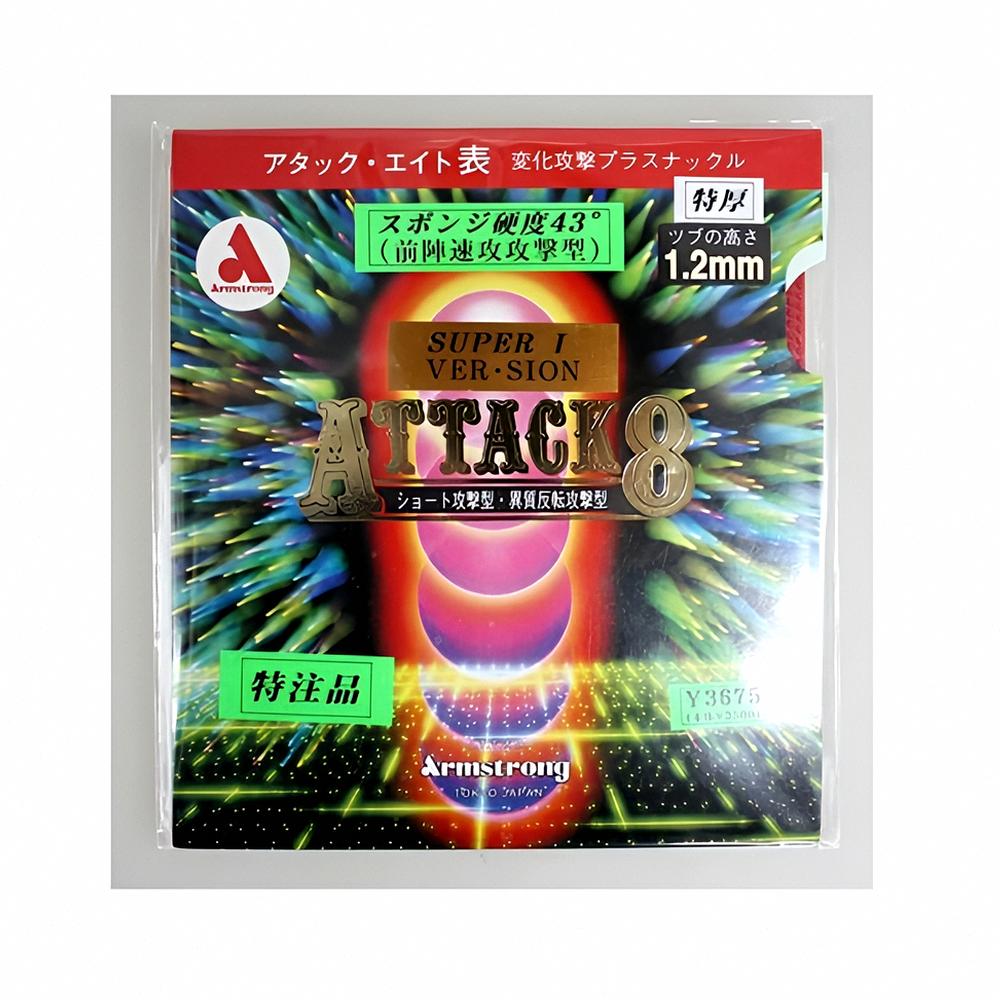 アタック・エイト表 変化攻撃プラスナックル
特厚
スポンジ硬度43°
(前陣速攻攻撃型)
ツブの高さ
1.2mm
Armstrong
SUPER I
VER・SION
ATTACK8
ショート攻撃型・異質反転攻撃型
特注品
Y3675
Armstrong
TOKYO JAPAN